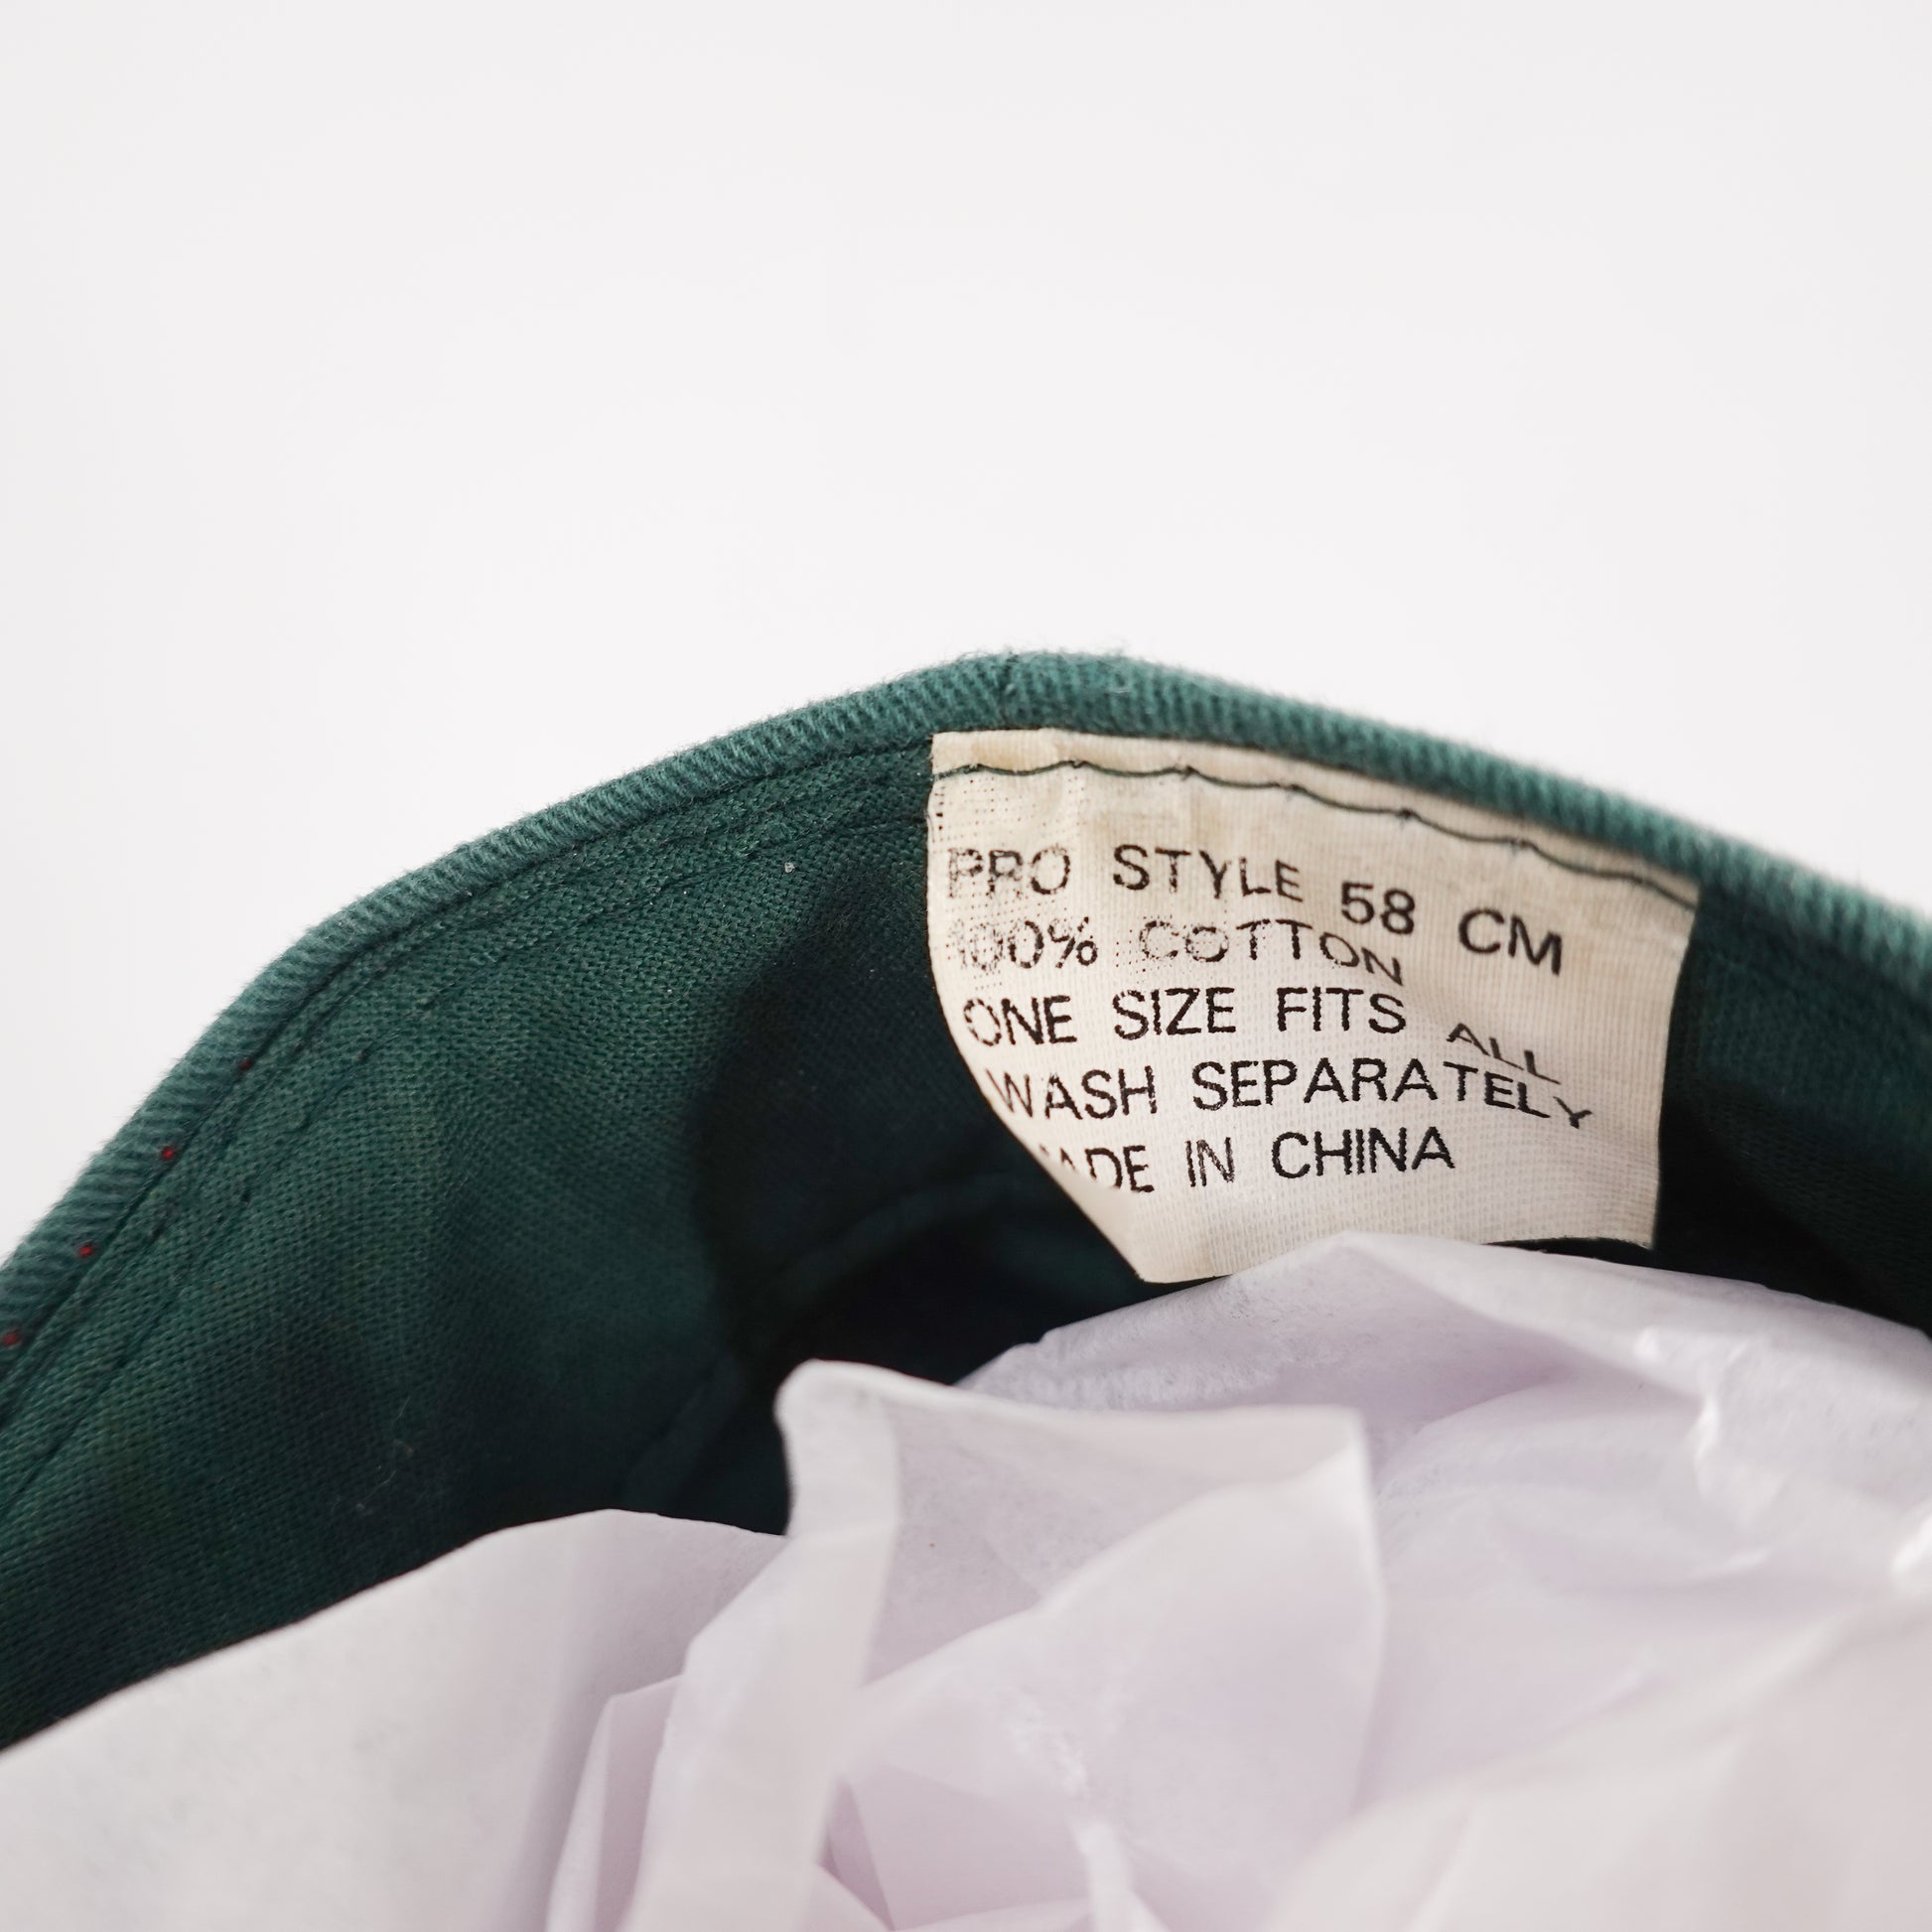 PRO STYLE 58 CM
100% COTTON
ONE SIZE FITS ALL
WASH SEPARATELY
MADE IN CHINA